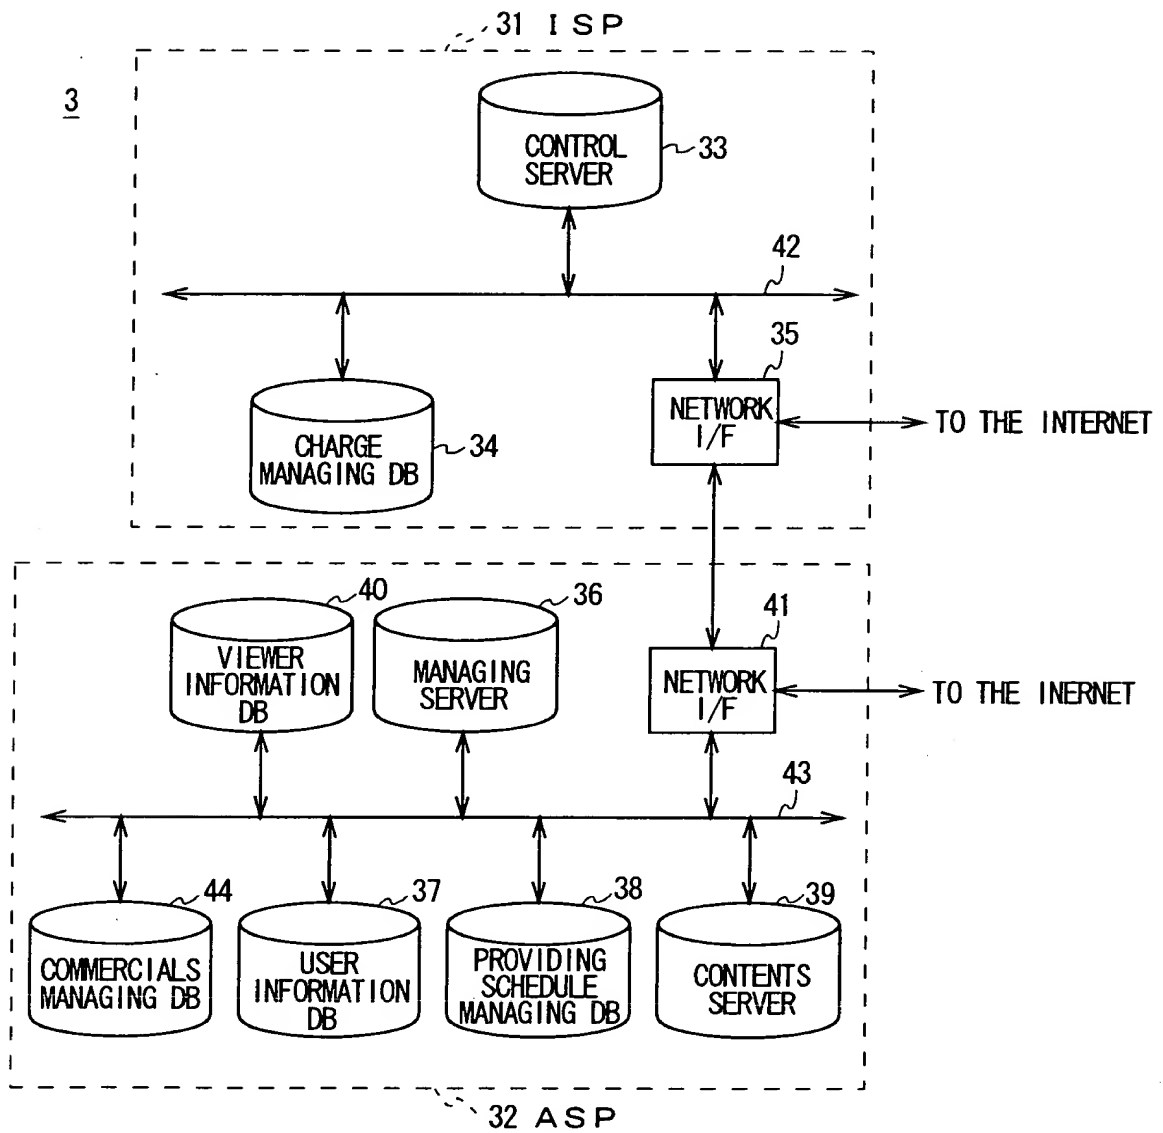 31 ISP
3
CONTROL
SERVER
33
42
35
NETWORK
I/F
TO THE INTERNET
CHARGE
MANAGING DB
34
40
36
41
VIEWER
INFORMATION
DB
MANAGING
SERVER
NETWORK
I/F
TO THE INERNET
43
44
37
38
39
COMMERCIALS
MANAGING DB
USER
INFORMATION
DB
PROVIDING
SCHEDULE
MANAGING DB
CONTENTS
SERVER
32 ASP